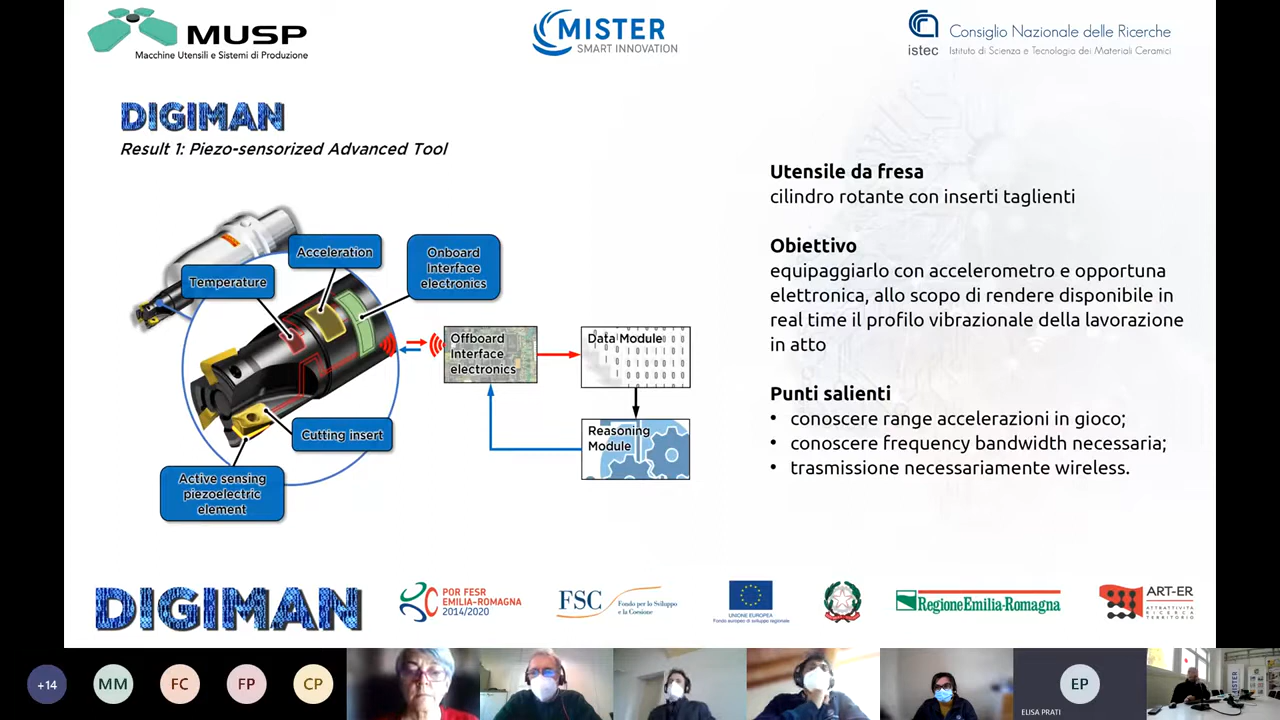 MUSP
Macchine Utensili e Sistemi di Produzione
MISTER
SMART INNOVATION
istec
Consiglio Nazionale delle Ricerche
Istituto di Scienza e Tecnologia dei Materiali Ceramici
DIGIMAN
Result 1: Piezo-sensorized Advanced Tool
Temperature
Acceleration
Onboard
Interface
electronics
Offboard
Interface
electronics
Data Module
Reasoning
Module
Cutting insert
Active sensing
piezoelectric
element
Utensile da fresa
cilindro rotante con inserti taglienti
Obiettivo
equipaggiarlo con accelerometro e opportuna
elettronica, allo scopo di rendere disponibile in
real time il profilo vibrazionale della lavorazione
in atto
Punti salienti
• conoscere range accelerazioni in gioco;
• conoscere frequency bandwidth necessaria;
• trasmissione necessariamente wireless.
DIGIMAN
POR FESR
EMILIA-ROMAGNA
2014/2020
FSC
Fondo per lo Sviluppo
e la Coesione
UNIONE EUROPEA
Fondo europeo di sviluppo regionale
RegioneEmilia-Romagna
ART-ER
ATTRATTIVITÀ
RICERCA
TERRITORIO
+14
MM
FC
FP
CP
EP
ELISA PRATI
MISTER